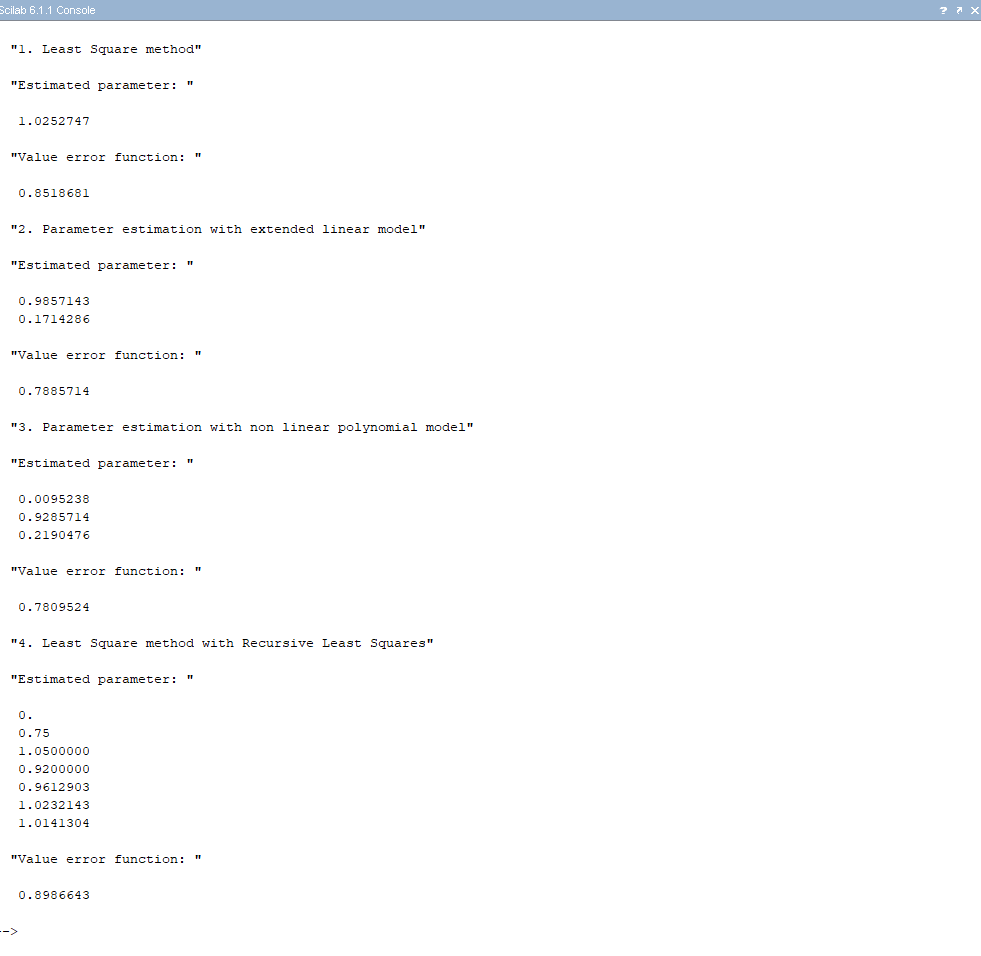 Scilab 6.1.1 Console
"1. Least Square method"
"Estimated parameter: "
1.0252747
"Value error function: "
0.8518681
"2. Parameter estimation with extended linear model"
"Estimated parameter: "
0.9857143
0.1714286
"Value error function: "
0.7885714
"3. Parameter estimation with non linear polynomial model"
"Estimated parameter: "
0.0095238
0.9285714
0.2190476
"Value error function: "
0.7809524
"4. Least Square method with Recursive Least Squares"
"Estimated parameter: "
0.
0.75
1.0500000
0.9200000
0.9612903
1.0232143
1.0141304
"Value error function: "
0.8986643
-->